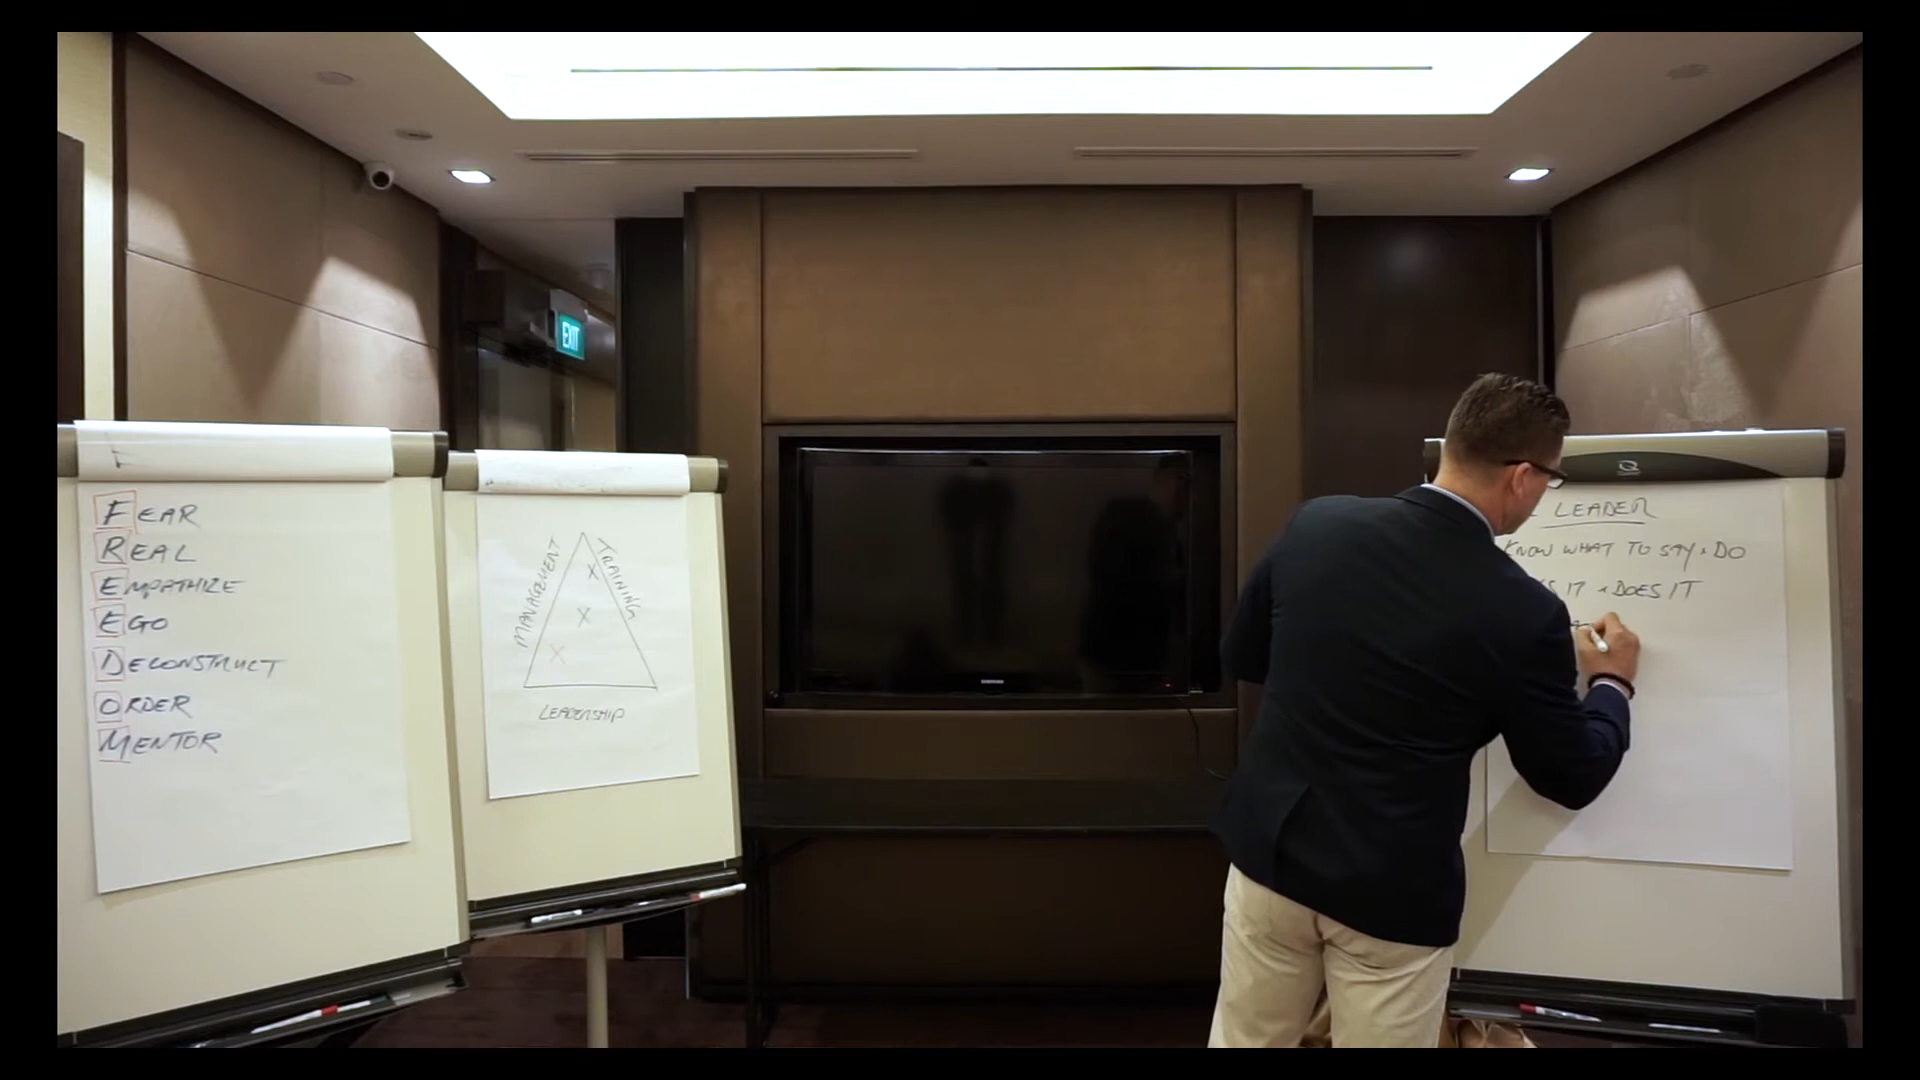 FEAR
REAL
EMPATHIZE
EGO
DECONSTRUCT
ORDER
MENTOR
MANAGEMENT
TRAINING
X
X
X
LEADERSHIP
EXIT
SAMSUNG
LEADER
KNOW WHAT TO SAY + DO
IT + DOES IT